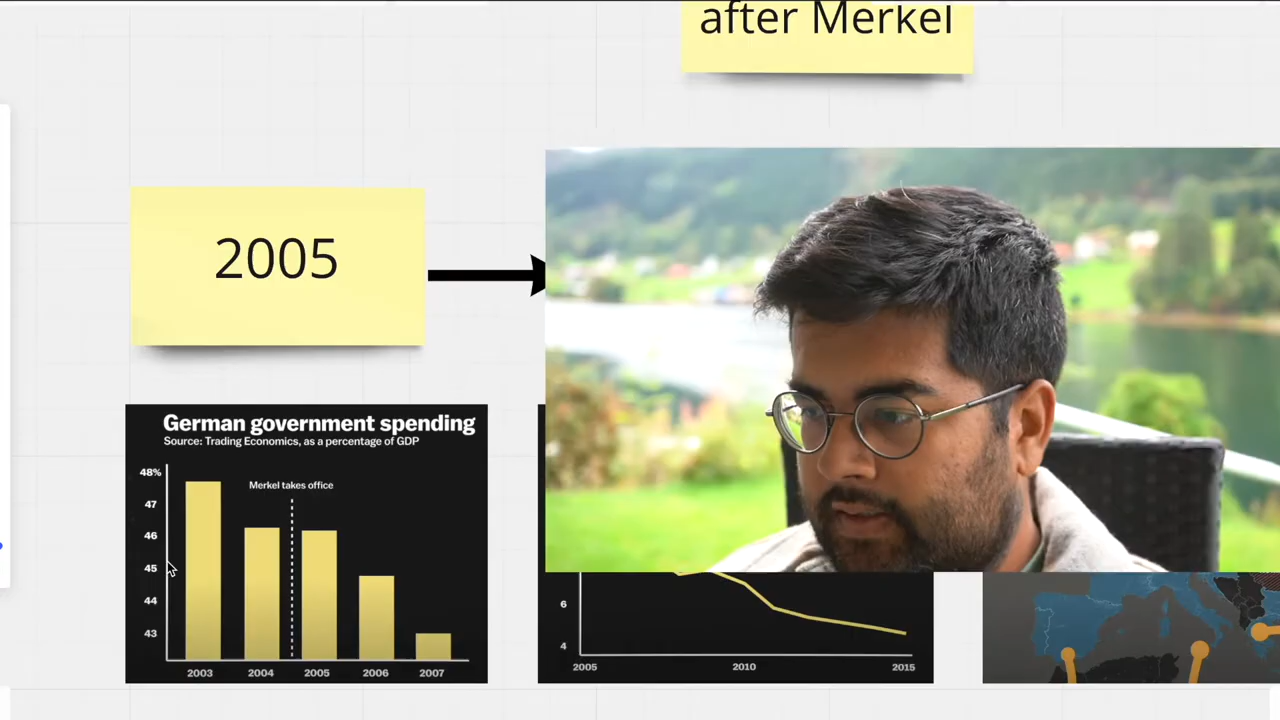 after Merkel
2005
German government spending
Source: Trading Economics, as a percentage of GDP
48%
Merkel takes office
47
46
45
44
43
2003 2004 2005 2006 2007
6
4
2005 2010 2015